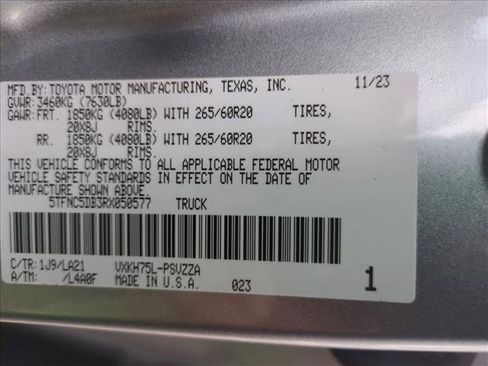 MFD.BY:TOYOTA MOTOR MANUFACTURING, TEXAS, INC. 11/23
GVWR: 3460KG (7630LB)
GAWR:FRT. 1850KG (4080LB) WITH 265/60R20 TIRES,
20X8J RIMS,
RR. 1850KG (4080LB) WITH 265/60R20 TIRES,
20X8J RIMS.
THIS VEHICLE CONFORMS TO ALL APPLICABLE FEDERAL MOTOR
VEHICLE SAFETY STANDARDS IN EFFECT ON THE DATE OF
MANUFACTURE SHOWN ABOVE.
5TFNC5DB3RX050577 TRUCK
C/TR:1J9/LA21 VXKH75L-PSVZZA
A/TM: /L4A0F MADE IN U.S.A. 023 1